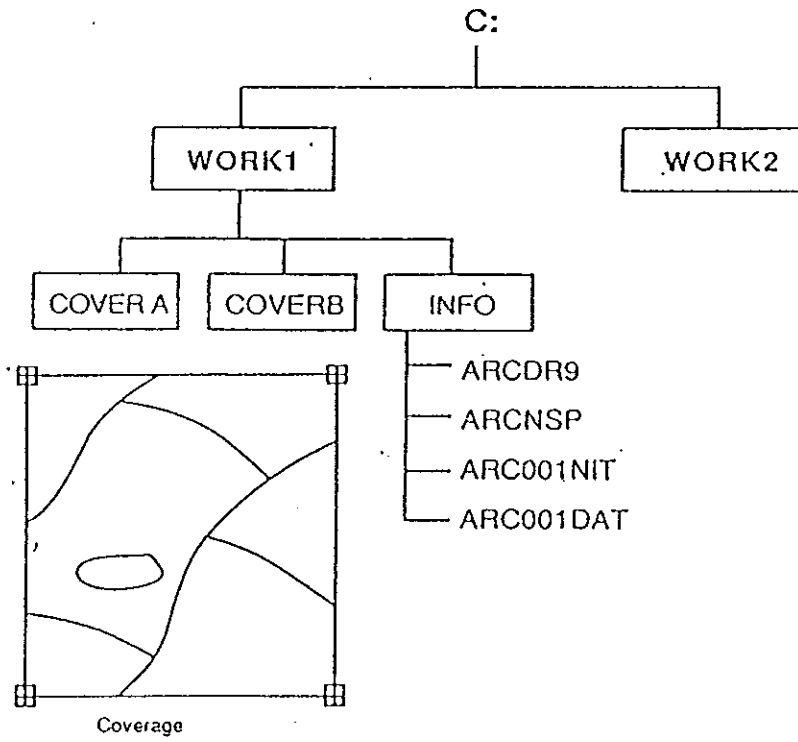 C:
WORK1
WORK2
COVER A
COVERB
INFO
ARCDR9
ARCNSP
ARC001NIT
ARC001DAT
Coverage